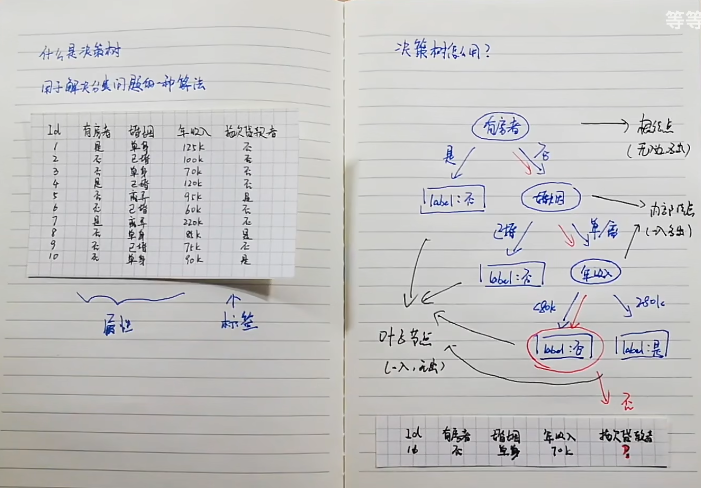 什么是决策树
用于解决分类问题的一种算法
Id 有房者 婚姻 年收入 拖欠贷款者
1 是 单身 125k 否
2 否 已婚 100k 否
3 否 单身 70k 否
4 是 已婚 120k 否
5 否 离异 95k 是
6 否 已婚 60k 否
7 是 离异 220k 否
8 否 单身 85k 是
9 否 已婚 75k 否
10 否 单身 90k 是
属性
标签
等等
决策树怎么用?
有房者
根结点
(无入多出)
是
否
label:否
婚姻
内部结点
(一入多出)
已婚
单/离
label:否
年收入
<80k
≥80k
叶子节点
(一入,无出)
label:否
label:是
否
Id 有房者 婚姻 年收入 拖欠贷款者
否 单身 70k ?